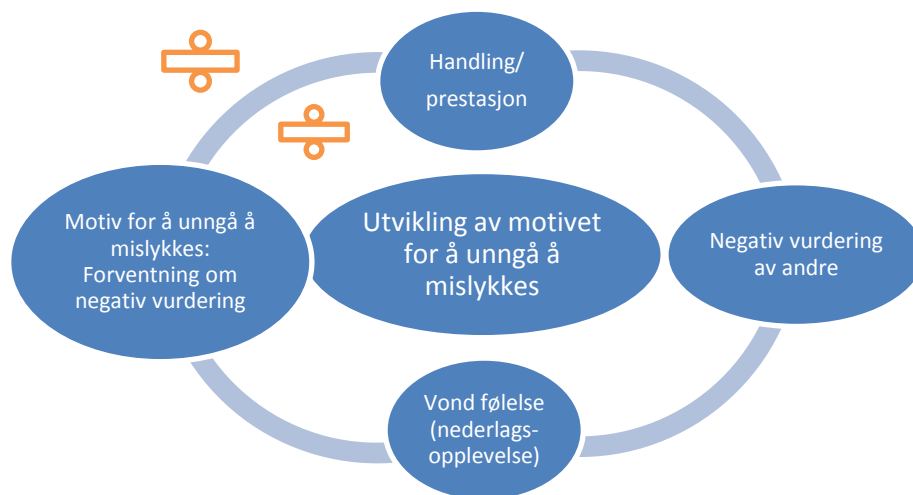 Handling/
prestasjon
Motiv for å unngå å
mislykkes:
Forventning om
negativ vurdering
Utvikling av motivet
for å unngå å
mislykkes
Negativ vurdering
av andre
Vond følelse
(nederlags-
opplevelse)